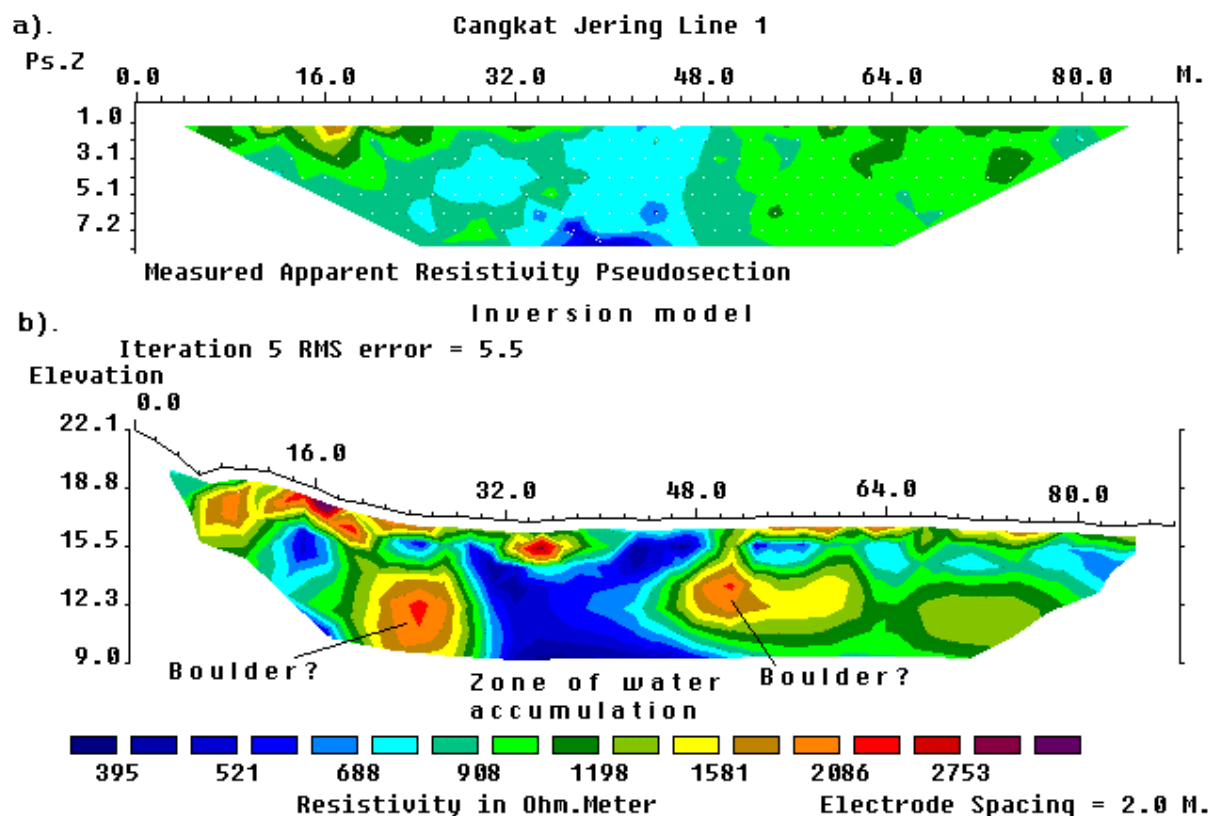 a).
Cangkat Jering Line 1
Ps.Z 0.0 16.0 32.0 48.0 64.0 80.0 M.
1.0
3.1
5.1
7.2
Measured Apparent Resistivity Pseudosection
Inversion model
b).
Iteration 5 RMS error = 5.5
Elevation
0.0
22.1
16.0
18.8
32.0 48.0 64.0 80.0
15.5
12.3
9.0
Boulder?
Zone of water
accumulation
Boulder?
395 521 688 908 1198 1581 2086 2753
Resistivity in Ohm.Meter Electrode Spacing = 2.0 M.